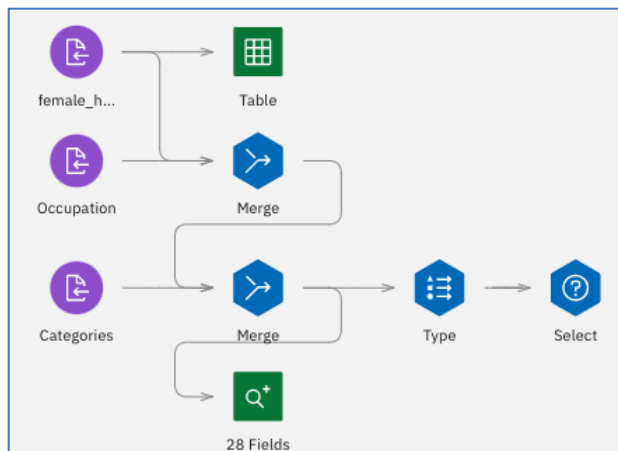 female_h...
Table
Occupation
Merge
Categories
Merge
Type
Select
28 Fields